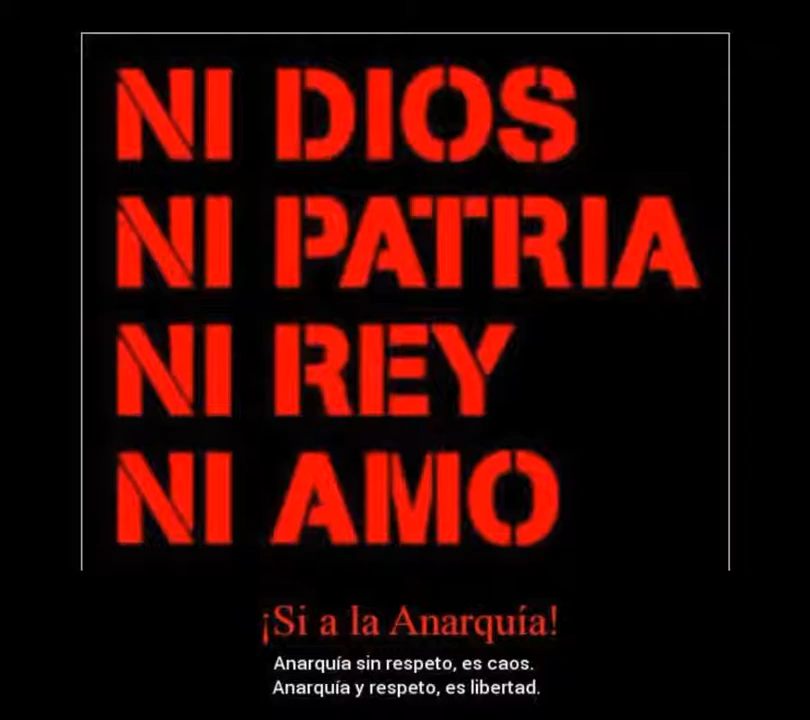 NI DIOS
NI PATRIA
NI REY
NI AMO
¡Si a la Anarquía!
Anarquía sin respeto, es caos.
Anarquía y respeto, es libertad.